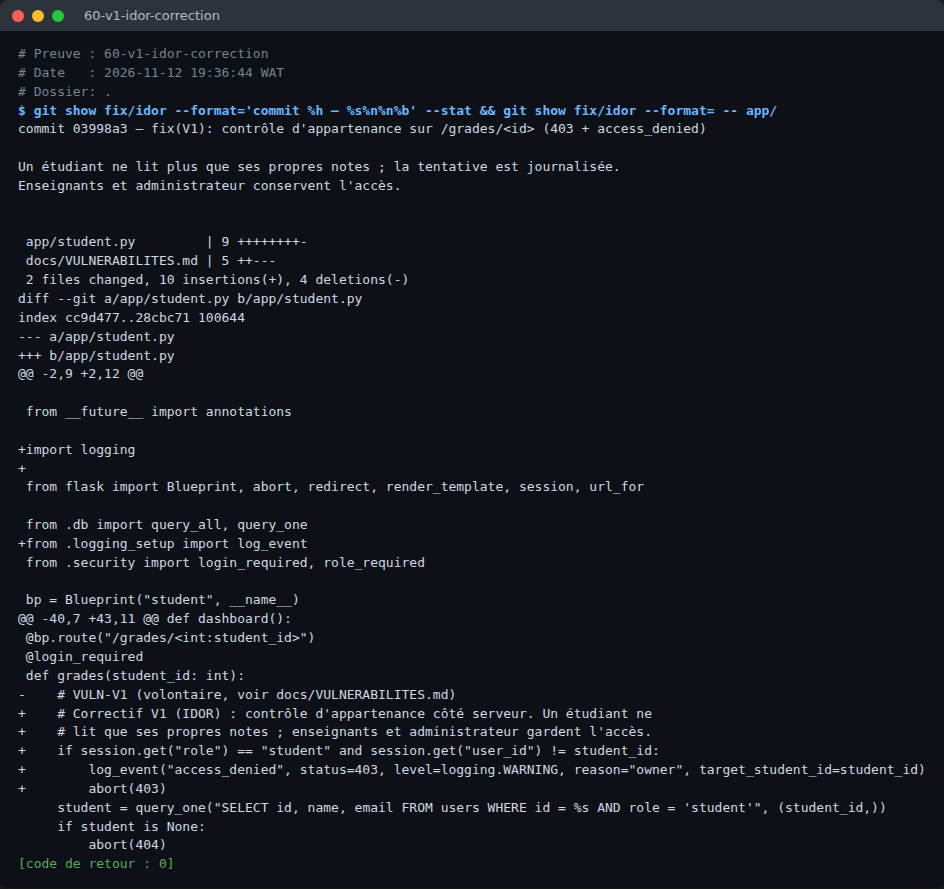 60-v1-idor-correction
# Preuve : 60-v1-idor-correction
# Date   : 2026-11-12 19:36:44 WAT
# Dossier: .
$ git show fix/idor --format='commit %h — %s%n%n%b' --stat && git show fix/idor --format= -- app/
commit 03998a3 — fix(V1): contrôle d'appartenance sur /grades/<id> (403 + access_denied)
Un étudiant ne lit plus que ses propres notes ; la tentative est journalisée.
Enseignants et administrateur conservent l'accès.
 app/student.py         | 9 ++++++++-
 docs/VULNERABILITES.md | 5 ++---
 2 files changed, 10 insertions(+), 4 deletions(-)
diff --git a/app/student.py b/app/student.py
index cc9d477..28cbc71 100644
--- a/app/student.py
+++ b/app/student.py
@@ -2,9 +2,12 @@
 from __future__ import annotations
+import logging
+
 from flask import Blueprint, abort, redirect, render_template, session, url_for
 from .db import query_all, query_one
+from .logging_setup import log_event
 from .security import login_required, role_required
 bp = Blueprint("student", __name__)
@@ -40,7 +43,11 @@ def dashboard():
 @bp.route("/grades/<int:student_id>")
 @login_required
 def grades(student_id: int):
-    # VULN-V1 (volontaire, voir docs/VULNERABILITES.md)
+    # Correctif V1 (IDOR) : contrôle d'appartenance côté serveur. Un étudiant ne
+    # lit que ses propres notes ; enseignants et administrateur gardent l'accès.
+    if session.get("role") == "student" and session.get("user_id") != student_id:
+        log_event("access_denied", status=403, level=logging.WARNING, reason="owner", target_student_id=student_id)
+        abort(403)
     student = query_one("SELECT id, name, email FROM users WHERE id = %s AND role = 'student'", (student_id,))
     if student is None:
         abort(404)
[code de retour : 0]